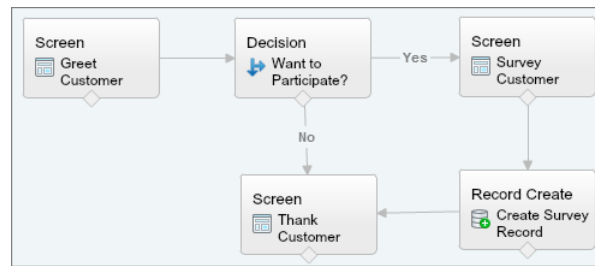 Screen
Greet
Customer
Decision
Want to
Participate?
Yes
Screen
Survey
Customer
No
Screen
Thank
Customer
Record Create
Create Survey
Record